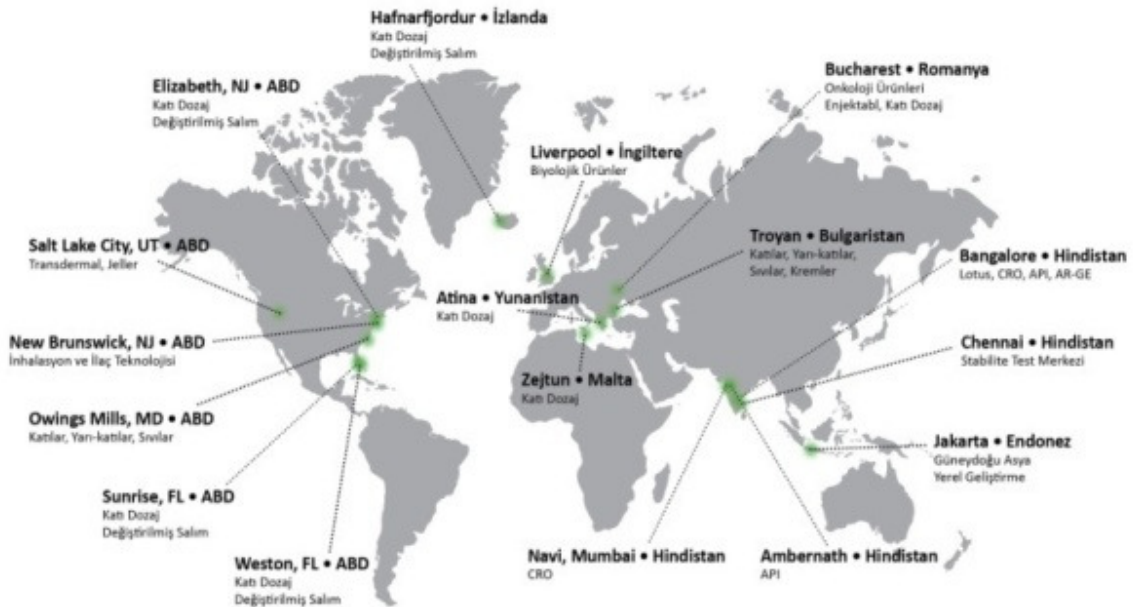 Hafnarfjordur • İzlanda
Katı Dozaj
Değiştirilmiş Salım
Elizabeth, NJ • ABD
Katı Dozaj
Değiştirilmiş Salım
Bucharest • Romanya
Onkoloji Ürünleri
Enjektabl, Katı Dozaj
Liverpool • İngiltere
Biyolojik Ürünler
Salt Lake City, UT • ABD
Transdermal, Jeller
Troyan • Bulgaristan
Katılar, Yarı-katılar,
Sıvılar, Kremler
Bangalore • Hindistan
Lotus, CRO, API, AR-GE
Atina • Yunanistan
Katı Dozaj
New Brunswick, NJ • ABD
İnhalasyon ve İlaç Teknolojisi
Chennai • Hindistan
Stabilite Test Merkezi
Zejtun • Malta
Katı Dozaj
Owings Mills, MD • ABD
Katılar, Yarı-katılar, Sıvılar
Jakarta • Endonez
Güneydoğu Asya
Yerel Geliştirme
Sunrise, FL • ABD
Katı Dozaj
Değiştirilmiş Salım
Weston, FL • ABD
Katı Dozaj
Değiştirilmiş Salım
Navi, Mumbai • Hindistan
CRO
Ambernath • Hindistan
API